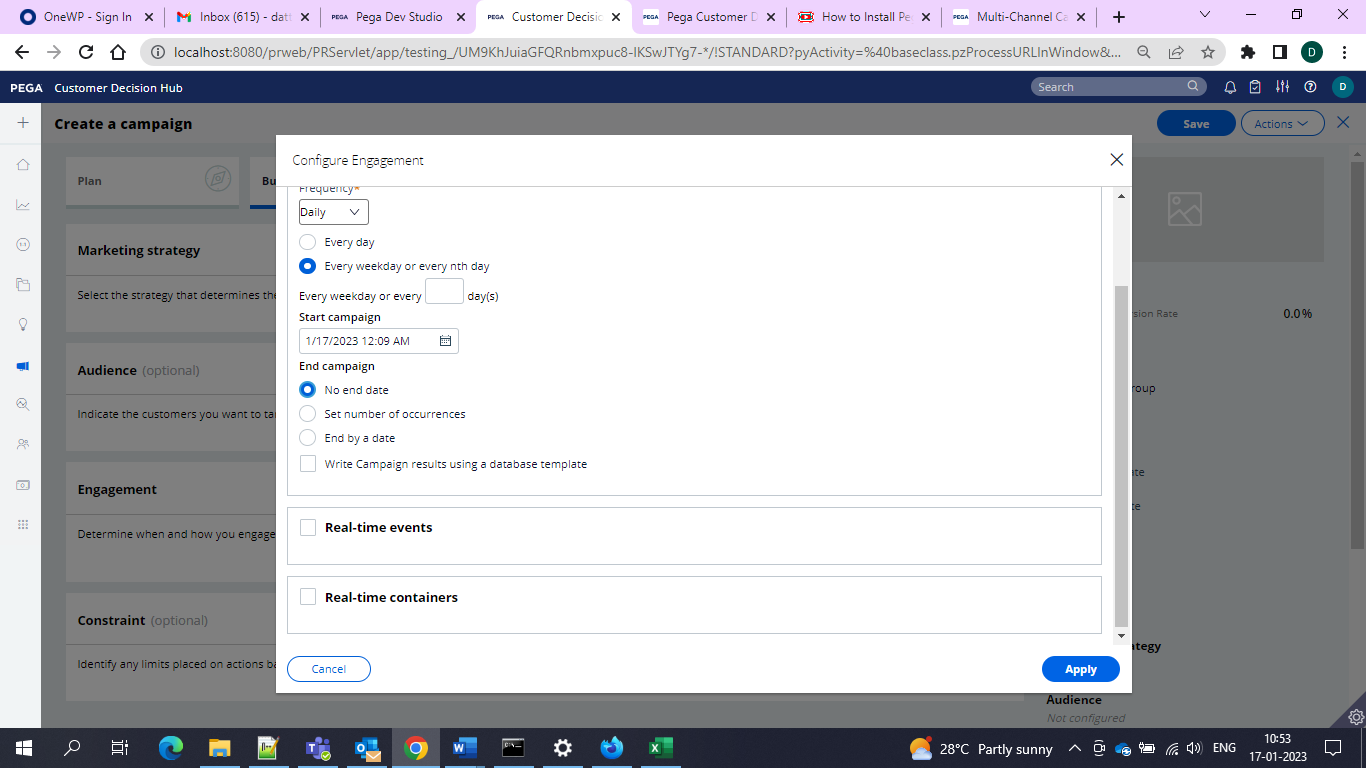 OneWP - Sign In
Inbox (615) - datt
PEGA Pega Dev Studio
PEGA Customer Decisic
PEGA Pega Customer D
How to Install Pe
PEGA Multi-Channel Ca
localhost:8080/prweb/PRServlet/app/testing_/UM9KhJuiaGFQRnbmxpuc8-IKSwJTYg7-*/!STANDARD?pyActivity=%40baseclass.pzProcessURLInWindow&...
D
PEGA Customer Decision Hub
Search
D
Create a campaign
Save
Actions
Plan
Bu
Marketing strategy
Select the strategy that determines the
Audience (optional)
Indicate the customers you want to ta
Engagement
Determine when and how you engage
Constraint (optional)
Identify any limits placed on actions ba
Configure Engagement
Frequency*
Daily
Every day
Every weekday or every nth day
Every weekday or every day(s)
Start campaign
1/17/2023 12:09 AM
End campaign
No end date
Set number of occurrences
End by a date
Write Campaign results using a database template
Real-time events
Real-time containers
Cancel
Apply
rsion Rate
0.0%
roup
ate
te
ategy
Audience
Not configured
28°C Partly sunny
ENG
10:53
17-01-2023